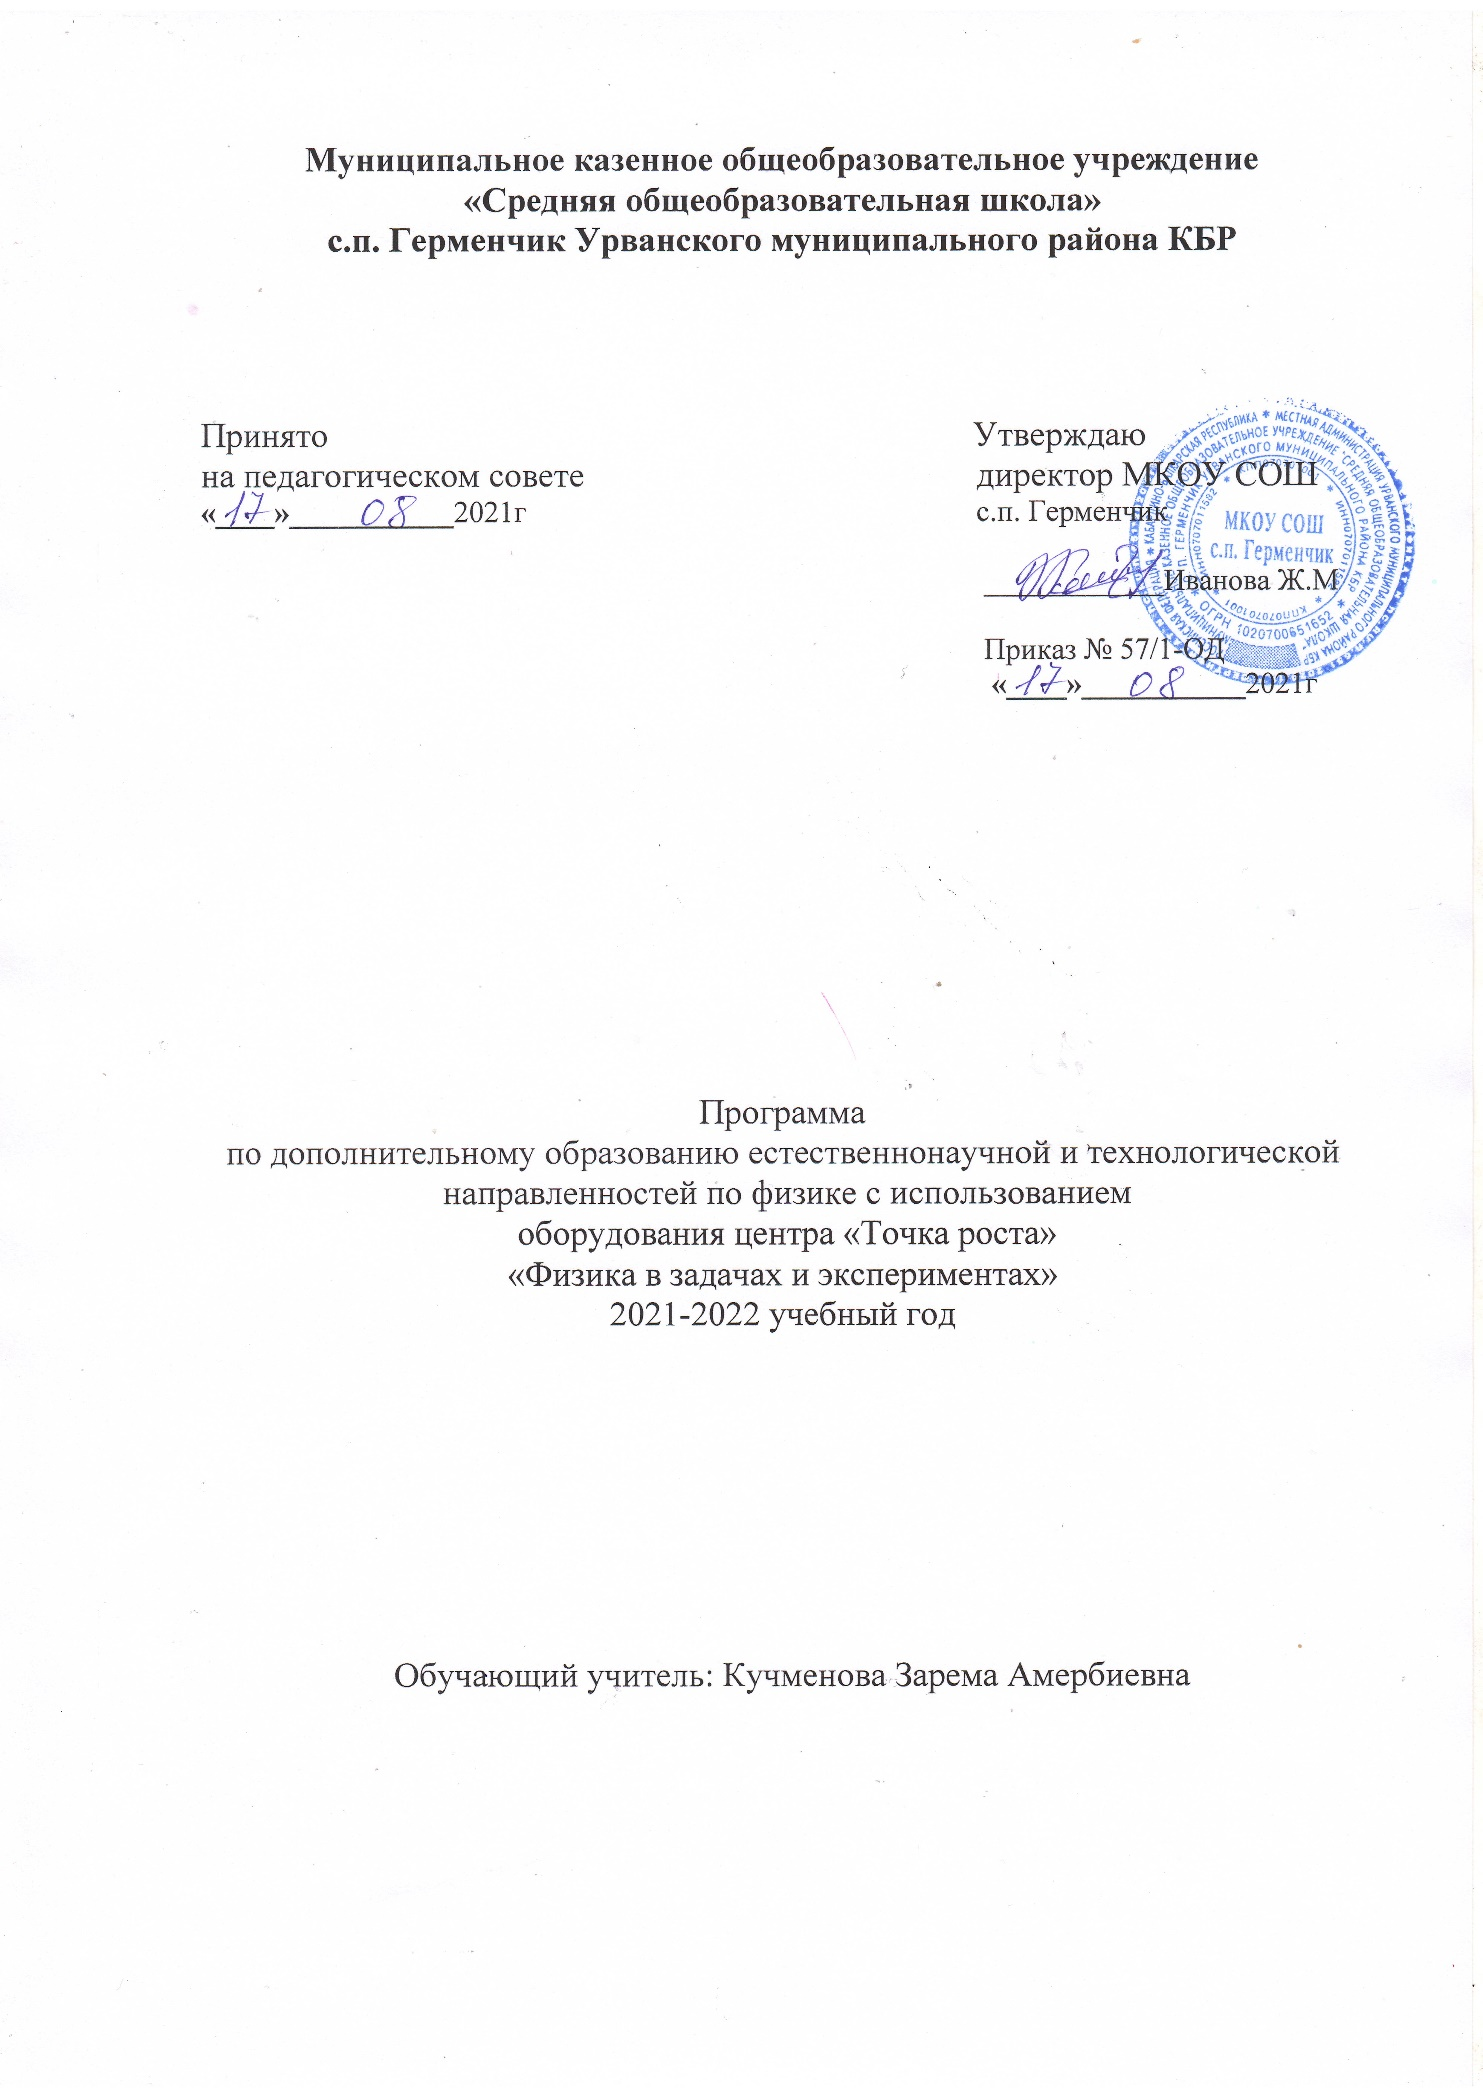 Муниципальное казенное общеобразовательное учреждение
«Средняя общеобразовательная школа»
с.п. Герменчик Урванского муниципального района КБР
Принято
на педагогическом совете
«17» 08 2021г
Утверждаю
директор МКОУ СОШ
с.п. Герменчик
Иванова Ж.М
Приказ № 57/1-ОД
«17» 08 2021г
МКОУ СОШ
с.п. Герменчик
ОГРН 1020700651652
Программа
по дополнительному образованию естественнонаучной и технологической
направленностей по физике с использованием
оборудования центра «Точка роста»
«Физика в задачах и экспериментах»
2021-2022 учебный год
Обучающий учитель: Кучменова Зарема Амербиевна